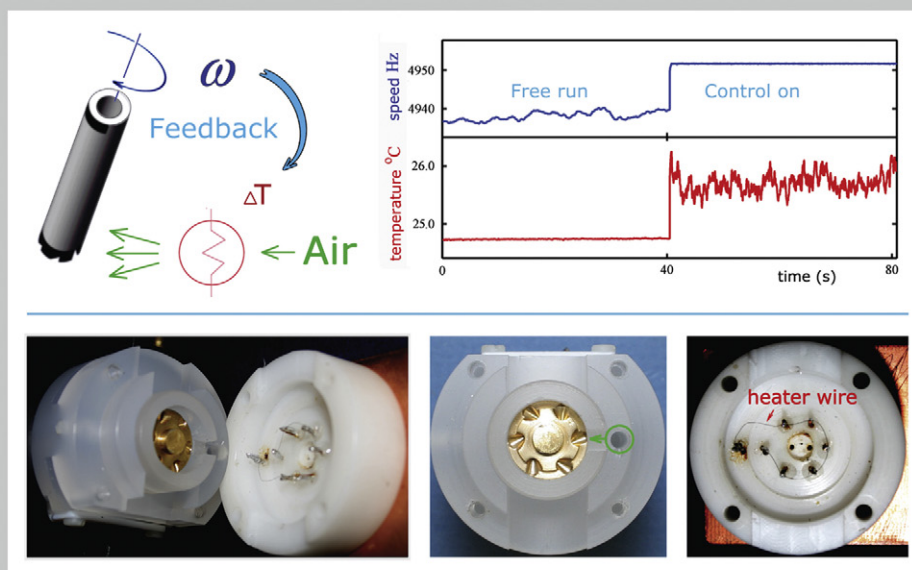 ω
Feedback
ΔT
Air
speed Hz
4950
4940
Free run
Control on
temperature °C
26.0
25.0
0
40
80
time (s)
heater wire